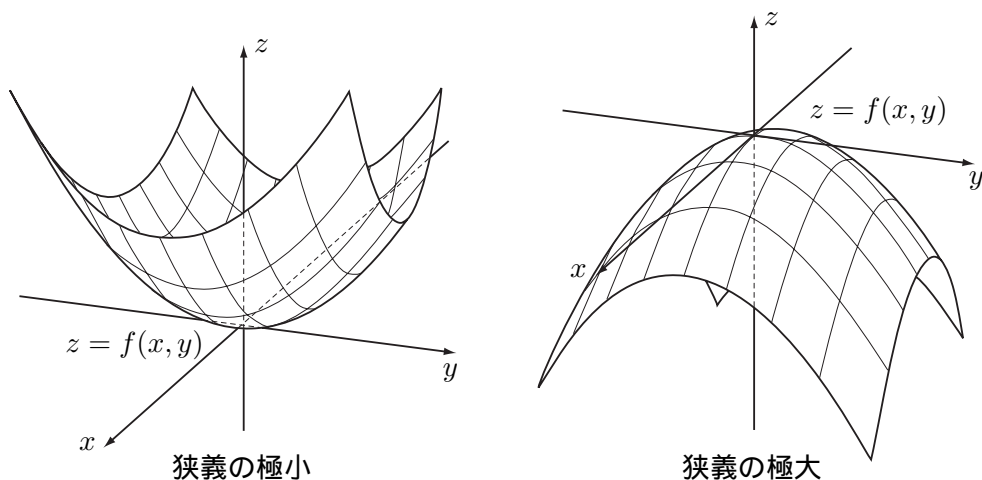 z
z = f(x, y)
y
x
狭義の極小
z
z = f(x, y)
y
x
狭義の極大